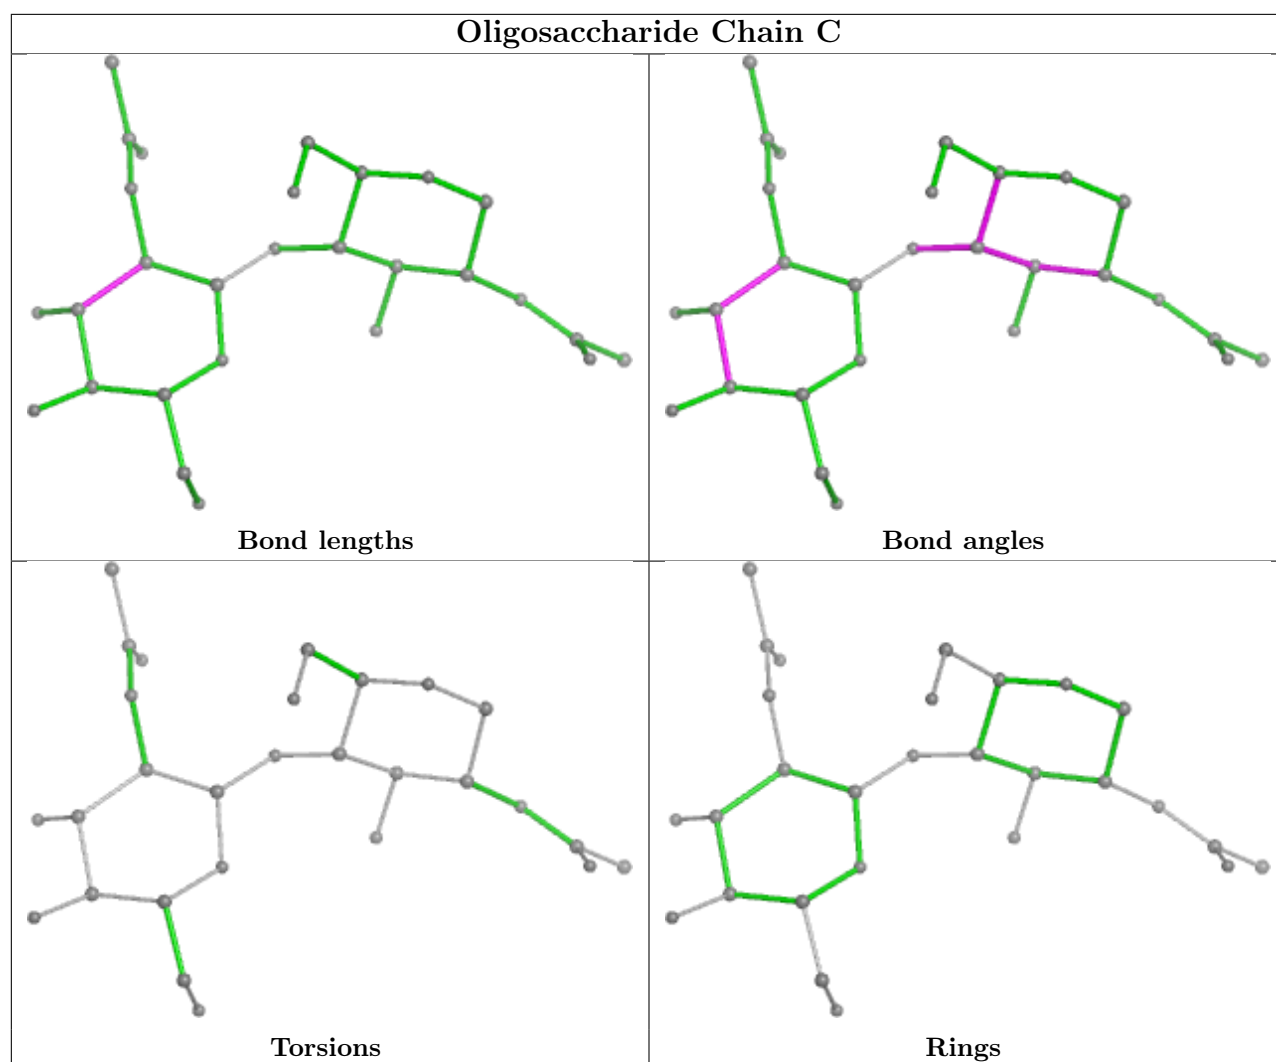 Oligosaccharide Chain C
Bond lengths
Bond angles
Torsions
Rings